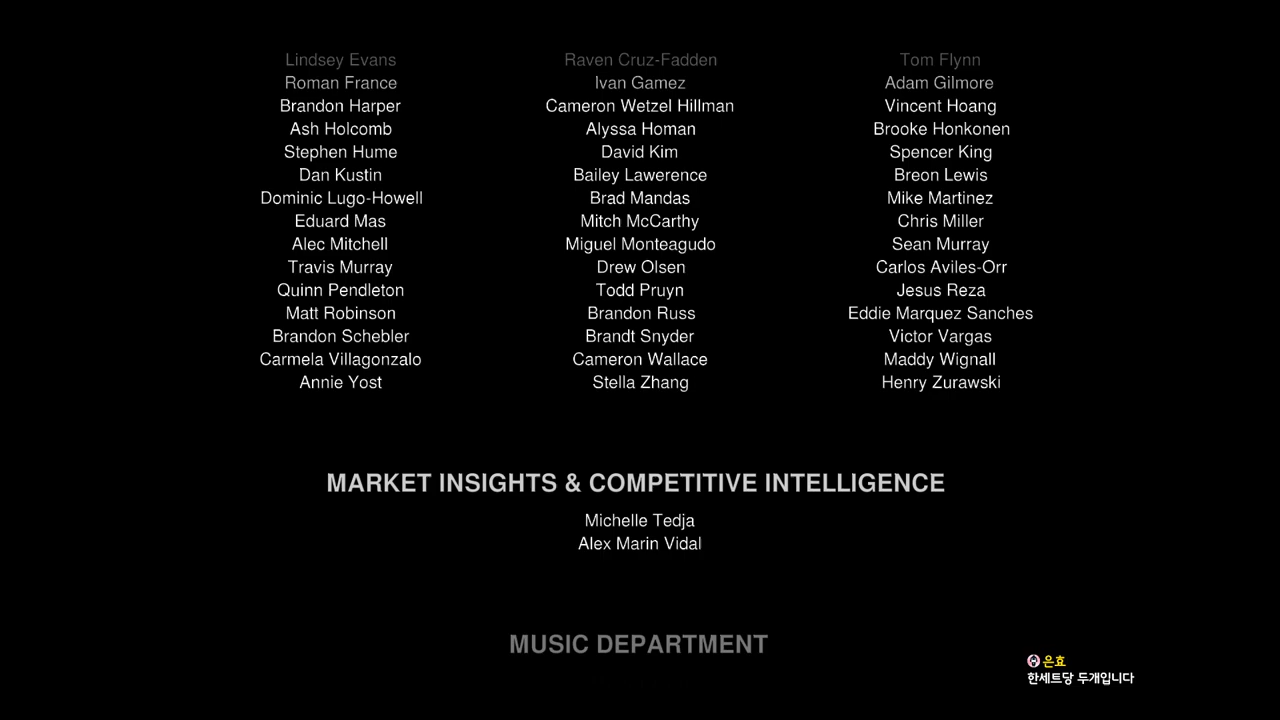 Lindsey Evans Raven Cruz-Fadden Tom Flynn
Roman France Ivan Gamez Adam Gilmore
Brandon Harper Cameron Wetzel Hillman Vincent Hoang
Ash Holcomb Alyssa Homan Brooke Honkonen
Stephen Hume David Kim Spencer King
Dan Kustin Bailey Lawerence Breon Lewis
Dominic Lugo-Howell Brad Mandas Mike Martinez
Eduard Mas Mitch McCarthy Chris Miller
Alec Mitchell Miguel Monteagudo Sean Murray
Travis Murray Drew Olsen Carlos Aviles-Orr
Quinn Pendleton Todd Pruyn Jesus Reza
Matt Robinson Brandon Russ Eddie Marquez Sanches
Brandon Schebler Brandt Snyder Victor Vargas
Carmela Villagonzalo Cameron Wallace Maddy Wignall
Annie Yost Stella Zhang Henry Zurawski
MARKET INSIGHTS & COMPETITIVE INTELLIGENCE
Michelle Tedja
Alex Marin Vidal
MUSIC DEPARTMENT
은효
한세트당 두개입니다